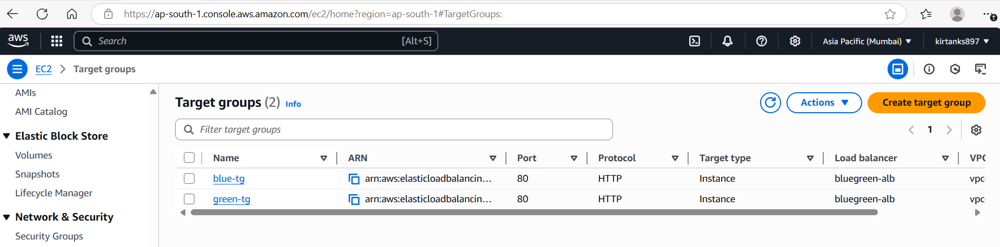 https://ap-south-1.console.aws.amazon.com/ec2/home?region=ap-south-1#TargetGroups:
aws Search [Alt+S] Asia Pacific (Mumbai) kirtanks897
EC2 Target groups
AMIs
AMI Catalog
Elastic Block Store
Volumes
Snapshots
Lifecycle Manager
Network & Security
Security Groups
Target groups (2) Info Actions Create target group
Filter target groups 1
Name ARN Port Protocol Target type Load balancer VPC
blue-tg arn:aws:elasticloadbalancin... 80 HTTP Instance bluegreen-alb vpc-
green-tg arn:aws:elasticloadbalancin... 80 HTTP Instance bluegreen-alb vpc-